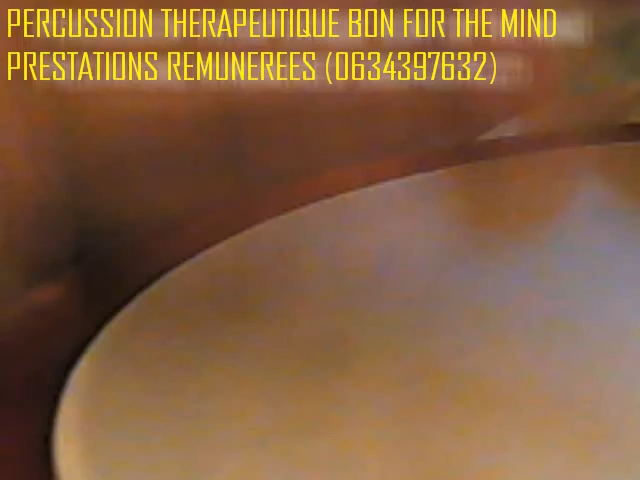 PERCUSSION THERAPEUTIQUE BON FOR THE MIND
PRESTATIONS REMUNEREES (0634397632)